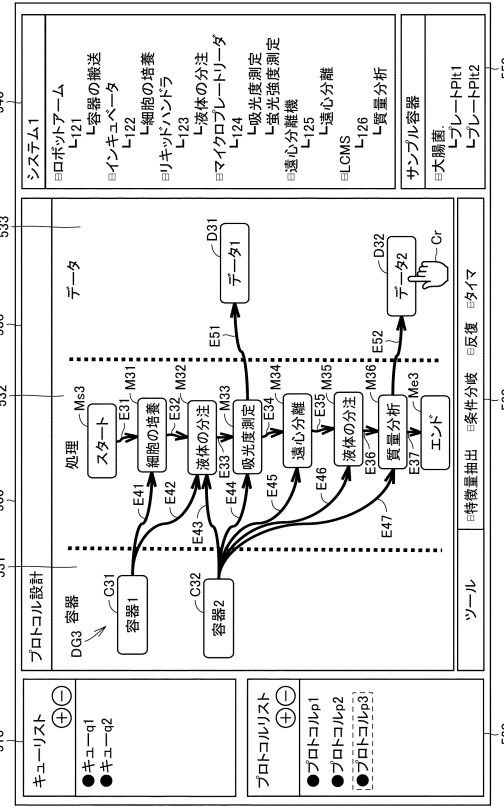 キューリスト
⊕⊖
●キューq1
●キューq2
プロトコルリスト
⊕⊖
●プロトコルp1
●プロトコルp2
●プロトコルp3
プロトコル設計
容器
処理
データ
DG3
C31
容器1
C32
容器2
E41
E42
E43
E44
E45
E46
E47
Ms3
スタート
E31
M31
細胞の培養
E32
M32
液体の分注
E33
M33
吸光度測定
E34
M34
遠心分離
E35
M35
液体の分注
E36
M36
質量分析
E37
Me3
エンド
E51
D31
データ1
E52
D32
データ2
Cr
ツール
⊟特徴量抽出 ⊟条件分岐 ⊟反復 ⊟タイマ
システム1
⊟ロボットアーム
┗121
┗容器の搬送
⊟インキュベータ
┗122
┗細胞の培養
⊟リキッドハンドラ
┗123
┗液体の分注
⊟マイクロプレートリーダ
┗124
┗吸光度測定
┗蛍光強度測定
⊟遠心分離機
┗125
┗遠心分離
⊟LCMS
┗126
┗質量分析
サンプル容器
⊟大腸菌.
┗プレートPlt1
┗プレートPlt2
531
532
533